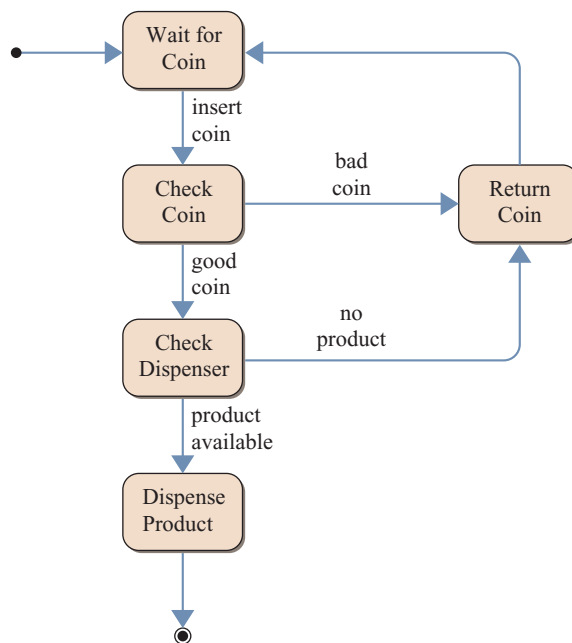 Wait for
Coin
insert
coin
bad
coin
Check
Coin
Return
Coin
good
coin
no
product
Check
Dispenser
product
available
Dispense
Product